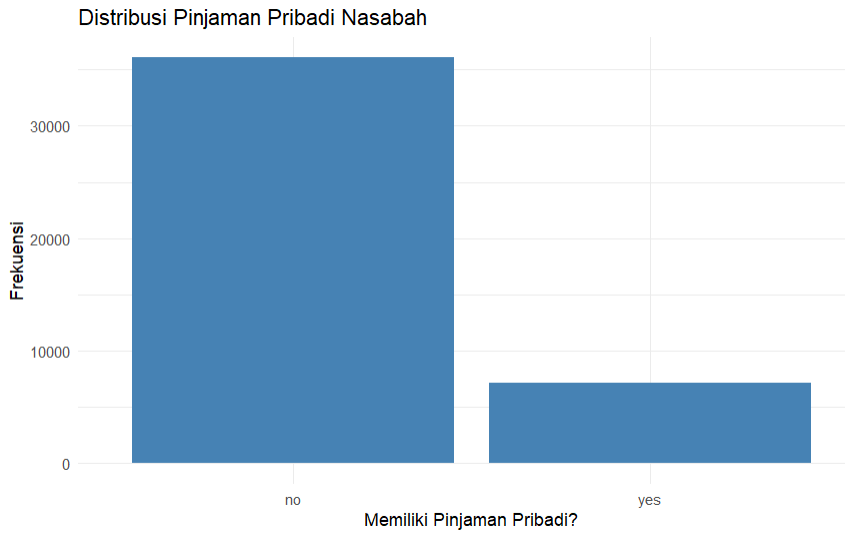 Distribusi Pinjaman Pribadi Nasabah
Frekuensi
30000
20000
10000
0
no
yes
Memiliki Pinjaman Pribadi?